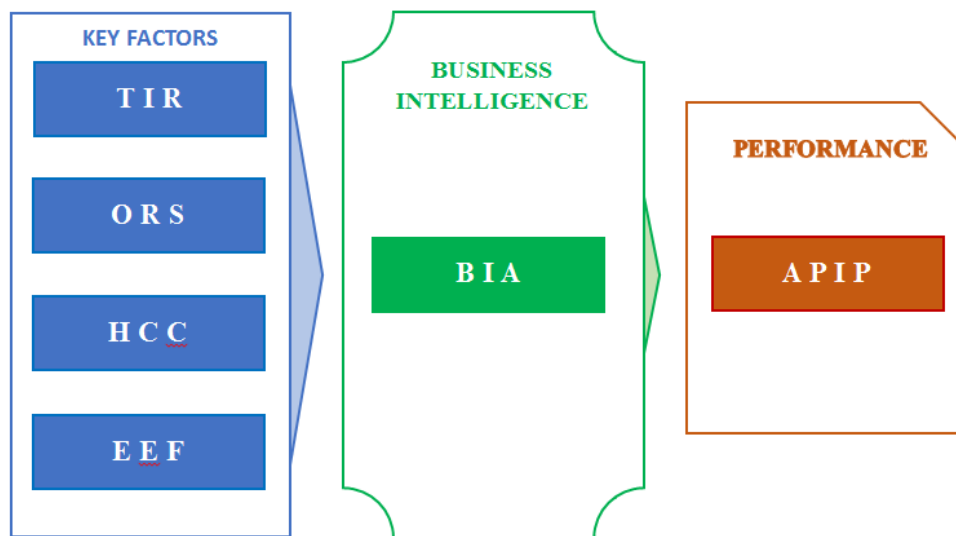 KEY FACTORS
T I R
O R S
H C C
E E F
BUSINESS
INTELLIGENCE
B I A
PERFORMANCE
A P I P